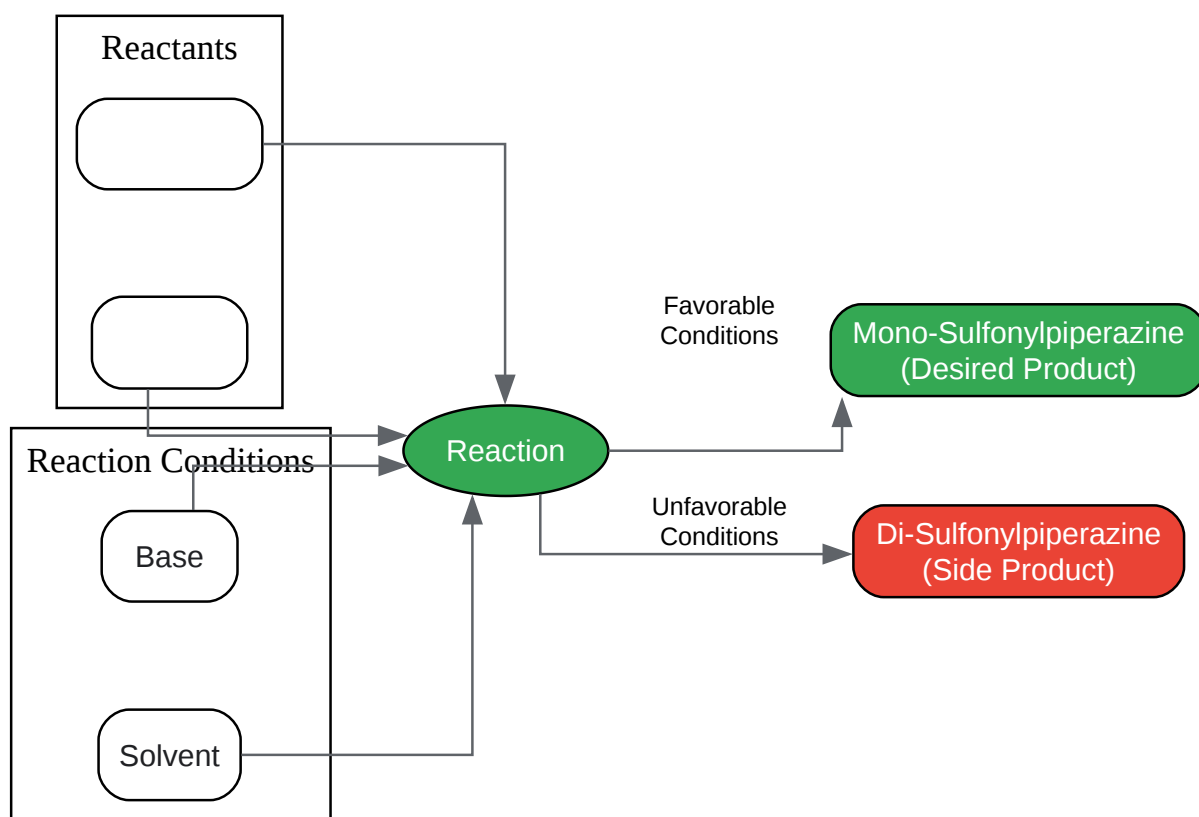 Reactants
Reaction Conditions
Base
Solvent
Reaction
Favorable
Conditions
Unfavorable
Conditions
Mono-Sulfonylpiperazine
(Desired Product)
Di-Sulfonylpiperazine
(Side Product)